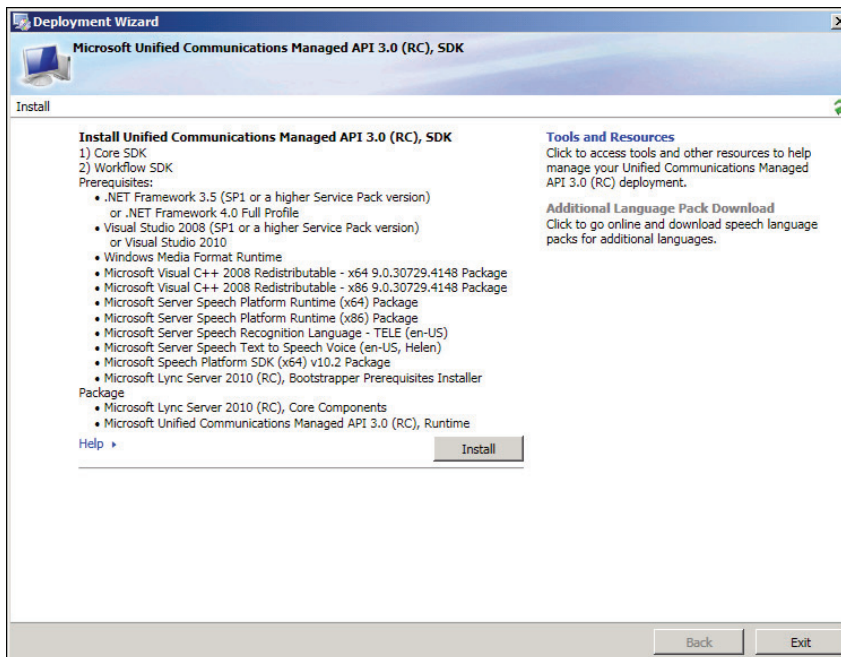 Deployment Wizard
Microsoft Unified Communications Managed API 3.0 (RC), SDK
Install
Install Unified Communications Managed API 3.0 (RC), SDK
1) Core SDK
2) Workflow SDK
Prerequisites:
• .NET Framework 3.5 (SP1 or a higher Service Pack version)
or .NET Framework 4.0 Full Profile
• Visual Studio 2008 (SP1 or a higher Service Pack version)
or Visual Studio 2010
• Windows Media Format Runtime
• Microsoft Visual C++ 2008 Redistributable - x64 9.0.30729.4148 Package
• Microsoft Visual C++ 2008 Redistributable - x86 9.0.30729.4148 Package
• Microsoft Server Speech Platform Runtime (x64) Package
• Microsoft Server Speech Platform Runtime (x86) Package
• Microsoft Server Speech Recognition Language - TELE (en-US)
• Microsoft Server Speech Text to Speech Voice (en-US, Helen)
• Microsoft Speech Platform SDK (x64) v10.2 Package
• Microsoft Lync Server 2010 (RC), Bootstrapper Prerequisites Installer
Package
• Microsoft Lync Server 2010 (RC), Core Components
• Microsoft Unified Communications Managed API 3.0 (RC), Runtime
Help
Install
Tools and Resources
Click to access tools and other resources to help
manage your Unified Communications Managed
API 3.0 (RC) deployment.
Additional Language Pack Download
Click to go online and download speech language
packs for additional languages.
Back
Exit